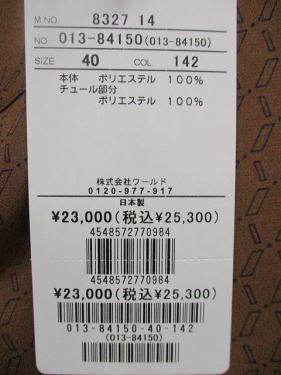 M NO 8327 14
NO 013-84150(013-84150)
SIZE 40 COL 142
本体 ポリエステル 100%
チュール部分
ポリエステル 100%
株式会社ワールド
0120-977-917
日本製
¥23,000(税込¥25,300)
4548572770984
4548572770984
¥23,000(税込¥25,300)
013-84150-40-142
(013-84150)